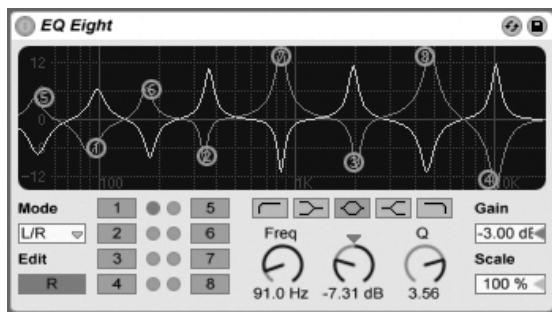 EQ Eight
12
0
-12
100
1K
10K
5
1
6
2
7
3
8
4
Mode
L/R
Edit
R
1
2
3
4
5
6
7
8
Freq
91.0 Hz
-7.31 dB
Q
3.56
Gain
-3.00 dE
Scale
100 %